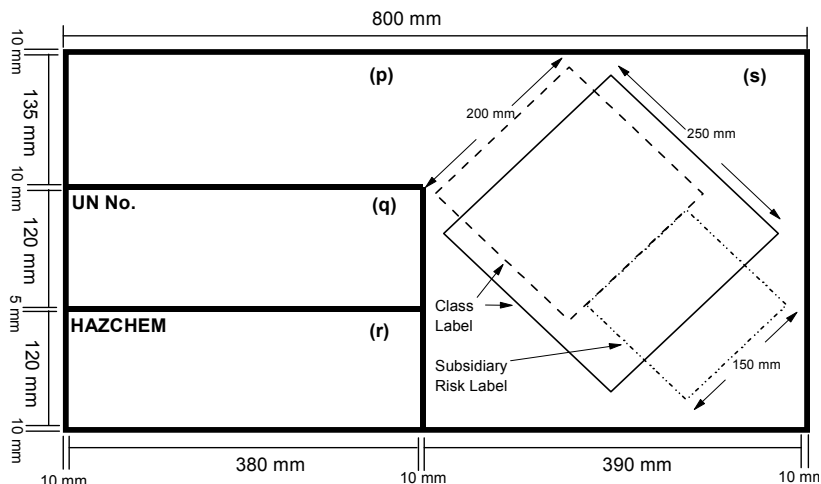 800 mm
10 mm
(p)
(s)
135 mm
200 mm
250 mm
10 mm
UN No.
(q)
120 mm
5 mm
HAZCHEM
(r)
Class
Label
120 mm
Subsidiary
Risk Label
150 mm
10 mm
380 mm
390 mm
10 mm
10 mm
10 mm